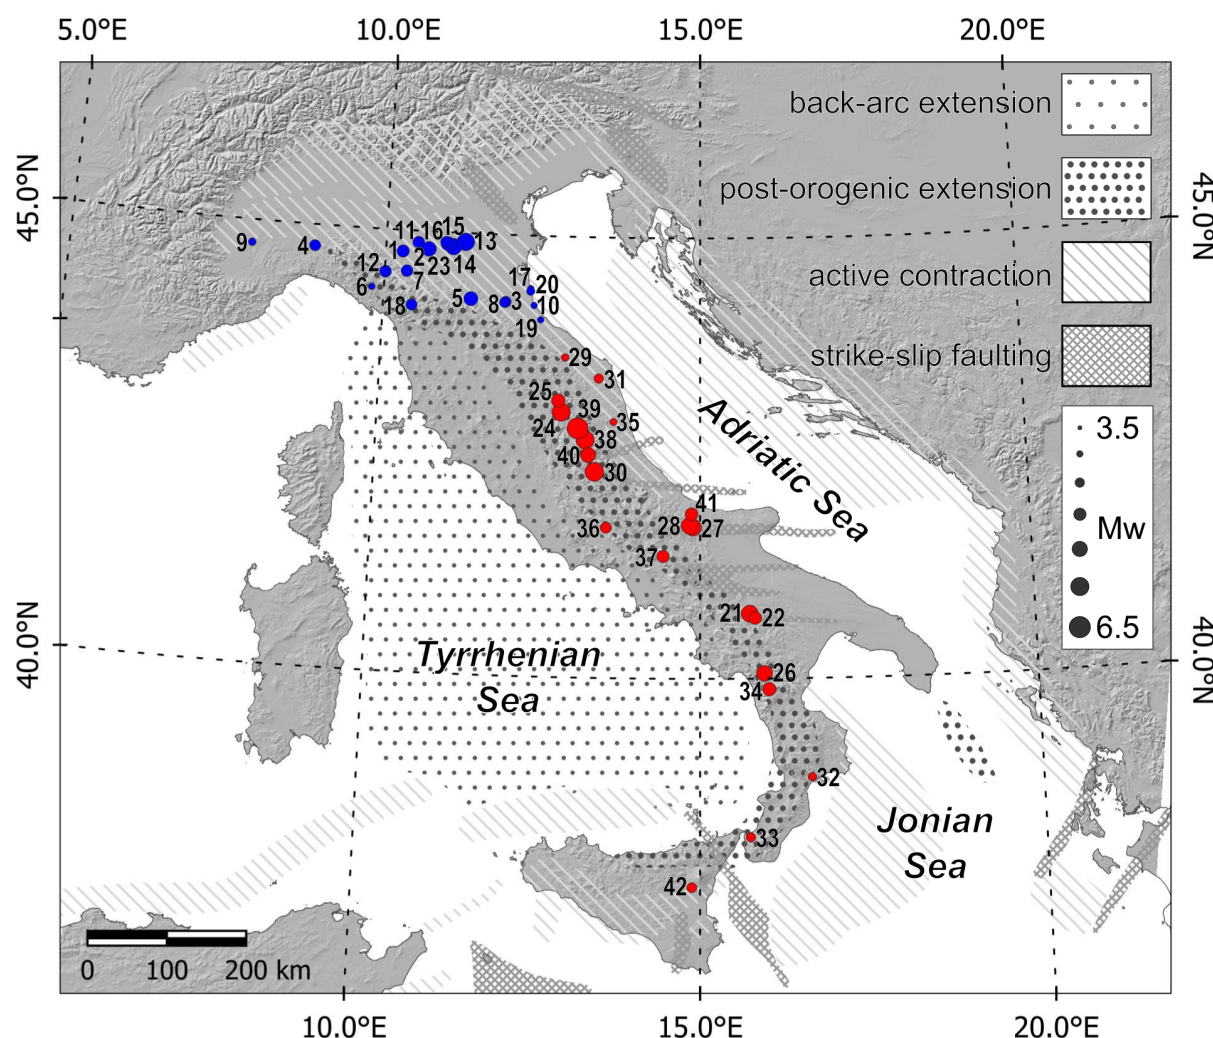 5.0°E 10.0°E 15.0°E 20.0°E
back-arc extension
post-orogenic extension
active contraction
strike-slip faulting
3.5
Mw
6.5
45.0°N
45.0°N
40.0°N
40.0°N
11 16 15
9 4 1 2 23 14 13
12 7
6 18 5 8 3
17 20
10
19
29
31
25
39
24 35
38
40
30
41
36 28 27
37
21 22
26
34
32
33
42
Adriatic Sea
Tyrrhenian
Sea
Jonian
Sea
0 100 200 km
10.0°E 15.0°E 20.0°E